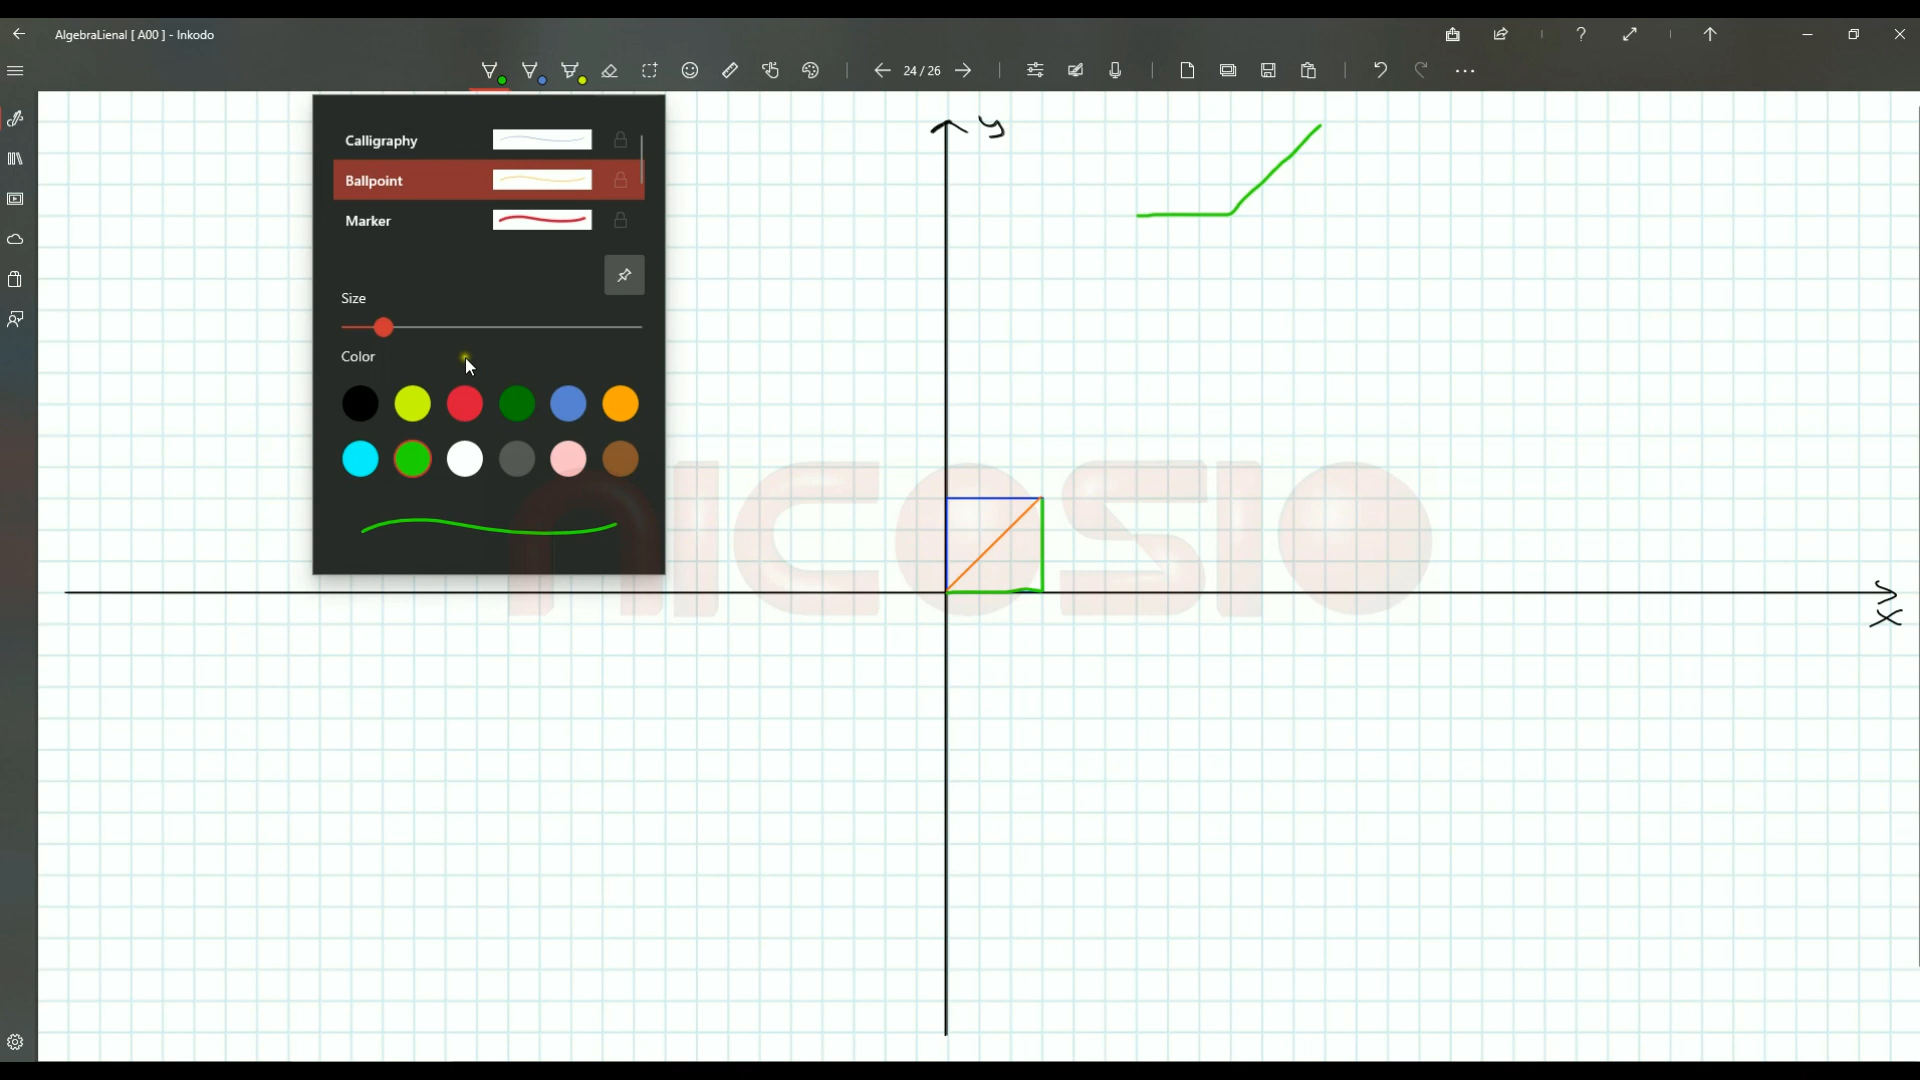 AlgebraLienal [ A00 ] - Inkodo
24 / 26
Calligraphy
Ballpoint
Marker
Size
Color
y
NICOSIO
x